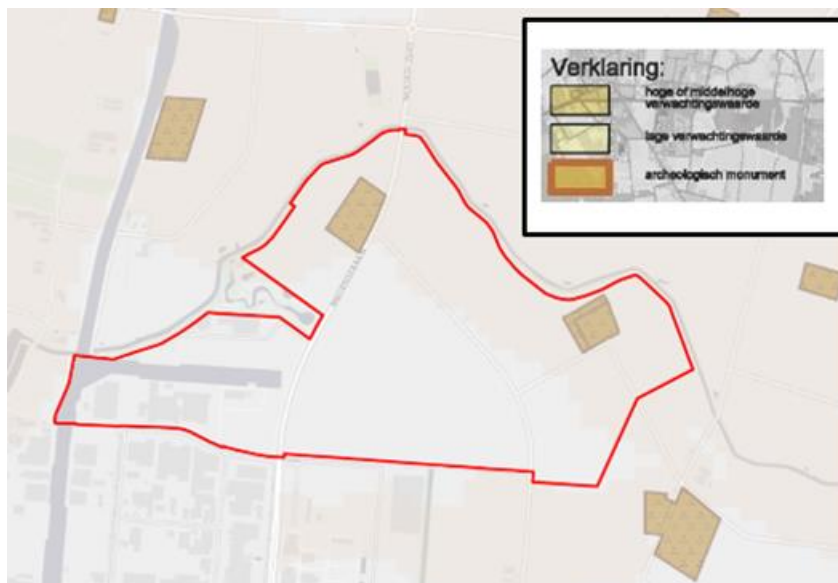 Verklaring:
hoge of middelhoge
verwachtingswaarde
lage verwachtingswaarde
archeologisch monument